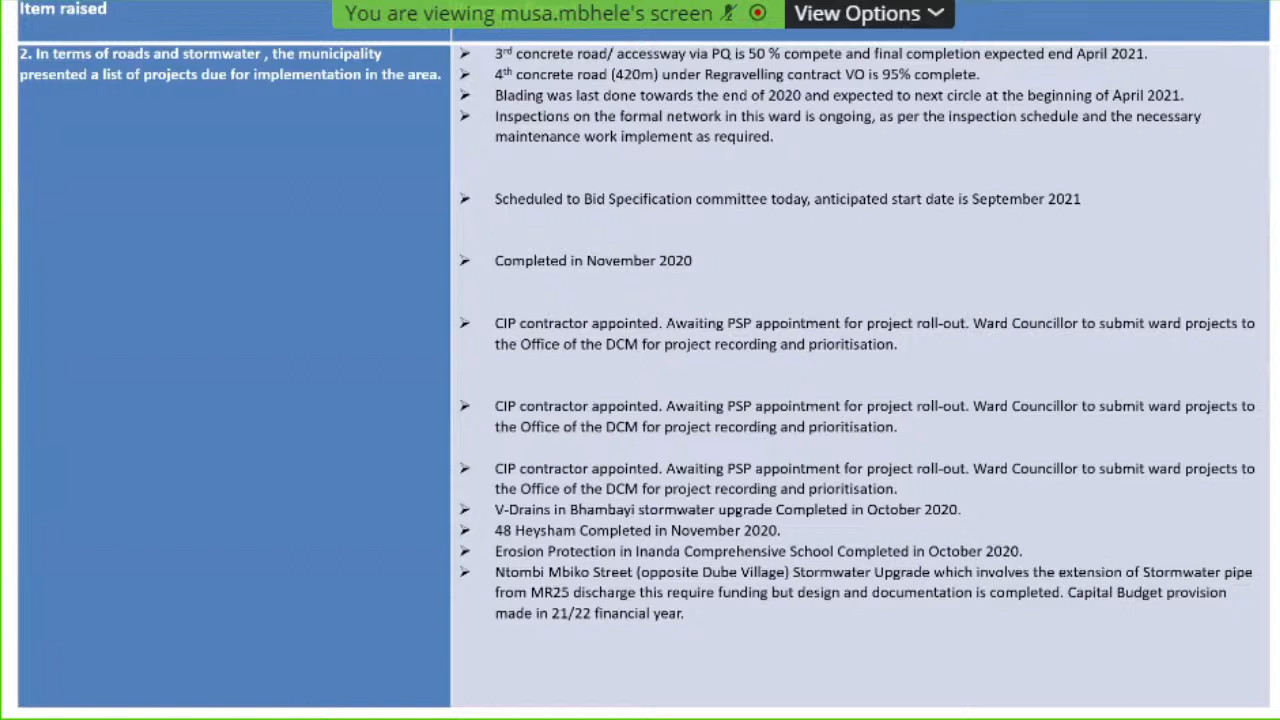 Item raised
You are viewing musa.mbhele's screen
View Options
2. In terms of roads and stormwater , the municipality
presented a list of projects due for implementation in the area.
➢ 3rd concrete road/ accessway via PQ is 50 % compete and final completion expected end April 2021.
➢ 4th concrete road (420m) under Regravelling contract VO is 95% complete.
➢ Blading was last done towards the end of 2020 and expected to next circle at the beginning of April 2021.
➢ Inspections on the formal network in this ward is ongoing, as per the inspection schedule and the necessary
maintenance work implement as required.
➢ Scheduled to Bid Specification committee today, anticipated start date is September 2021
➢ Completed in November 2020
➢ CIP contractor appointed. Awaiting PSP appointment for project roll-out. Ward Councillor to submit ward projects to
the Office of the DCM for project recording and prioritisation.
➢ CIP contractor appointed. Awaiting PSP appointment for project roll-out. Ward Councillor to submit ward projects to
the Office of the DCM for project recording and prioritisation.
➢ CIP contractor appointed. Awaiting PSP appointment for project roll-out. Ward Councillor to submit ward projects to
the Office of the DCM for project recording and prioritisation.
➢ V-Drains in Bhambayi stormwater upgrade Completed in October 2020.
➢ 48 Heysham Completed in November 2020.
➢ Erosion Protection in Inanda Comprehensive School Completed in October 2020.
➢ Ntombi Mbiko Street (opposite Dube Village) Stormwater Upgrade which involves the extension of Stormwater pipe
from MR25 discharge this require funding but design and documentation is completed. Capital Budget provision
made in 21/22 financial year.